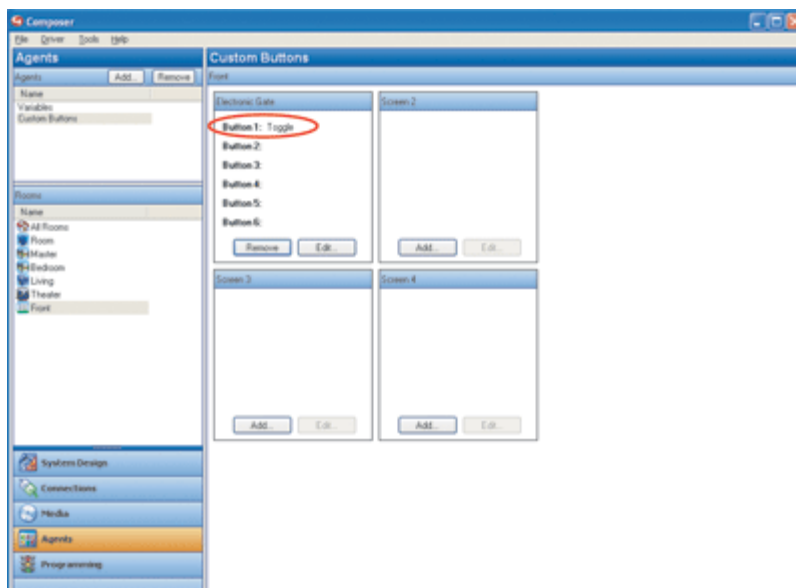 Composer
File Driver Tools Help
Agents
Agents Add... Remove
Name
Variables
Custom Buttons
Rooms
Name
All Rooms
Room
Master
Bedroom
Living
Theater
Front
System Design
Connections
Media
Agents
Programming
Custom Buttons
Front
Electronic Gate
Button 1: Toggle
Button 2:
Button 3:
Button 4:
Button 5:
Button 6:
Remove Edit...
Screen 2
Add... Edit...
Screen 3
Add... Edit...
Screen 4
Add... Edit...